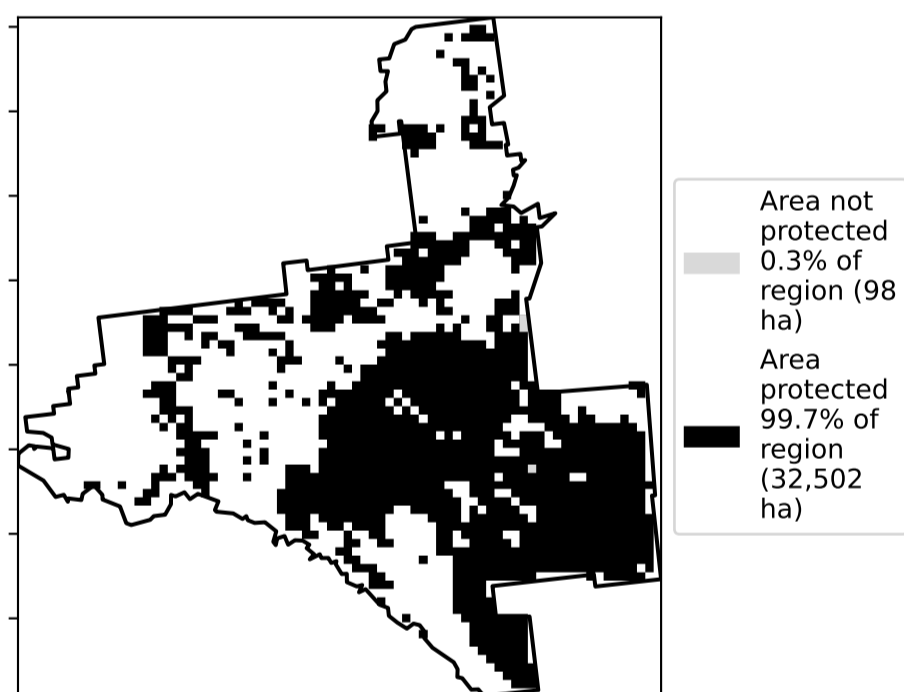 Area not
protected
0.3% of
region (98
ha)
Area
protected
99.7% of
region
(32,502
ha)